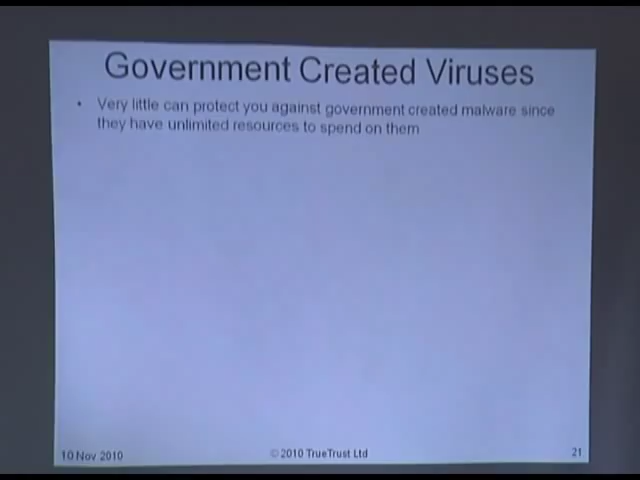 Government Created Viruses
• Very little can protect you against government created malware since
they have unlimited resources to spend on them
10 Nov 2010
© 2010 TrueTrust Ltd
21